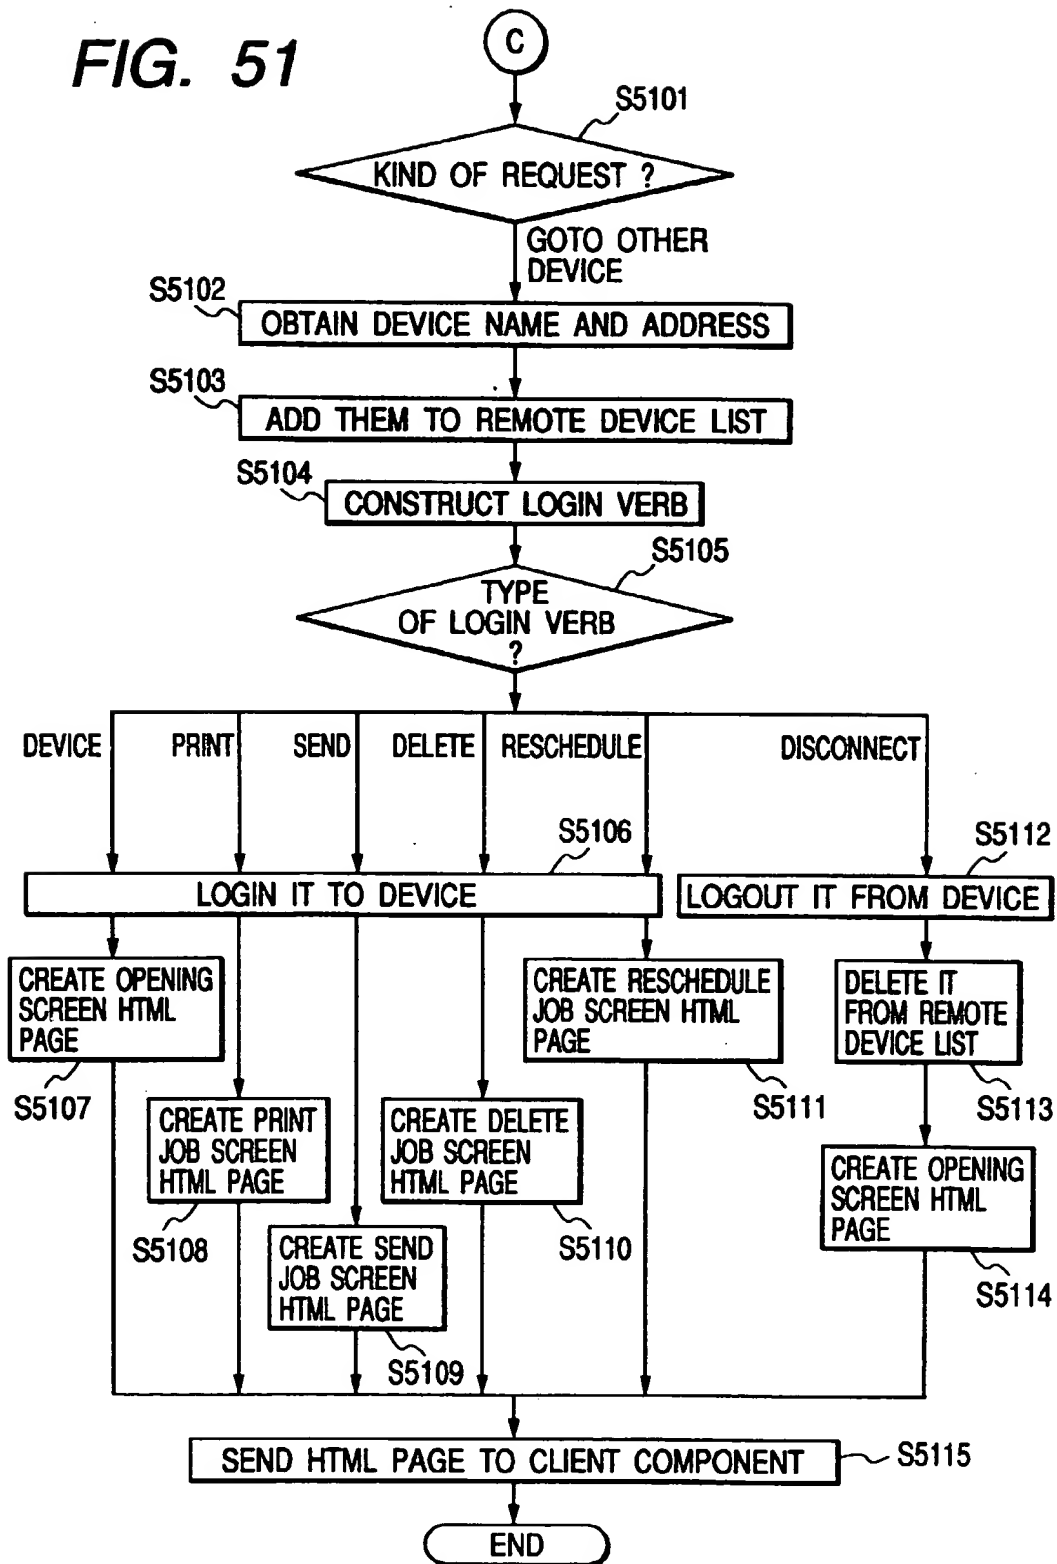 FIG. 51
C
S5101
KIND OF REQUEST ?
GOTO OTHER
DEVICE
S5102
OBTAIN DEVICE NAME AND ADDRESS
S5103
ADD THEM TO REMOTE DEVICE LIST
S5104
CONSTRUCT LOGIN VERB
S5105
TYPE
OF LOGIN VERB
?
DEVICE
PRINT
SEND
DELETE
RESCHEDULE
DISCONNECT
S5106
LOGIN IT TO DEVICE
S5112
LOGOUT IT FROM DEVICE
CREATE OPENING
SCREEN HTML
PAGE
S5107
CREATE PRINT
JOB SCREEN
HTML PAGE
S5108
CREATE SEND
JOB SCREEN
HTML PAGE
S5109
CREATE DELETE
JOB SCREEN
HTML PAGE
S5110
CREATE RESCHEDULE
JOB SCREEN HTML
PAGE
S5111
DELETE IT
FROM REMOTE
DEVICE LIST
S5113
CREATE OPENING
SCREEN HTML
PAGE
S5114
SEND HTML PAGE TO CLIENT COMPONENT
S5115
END